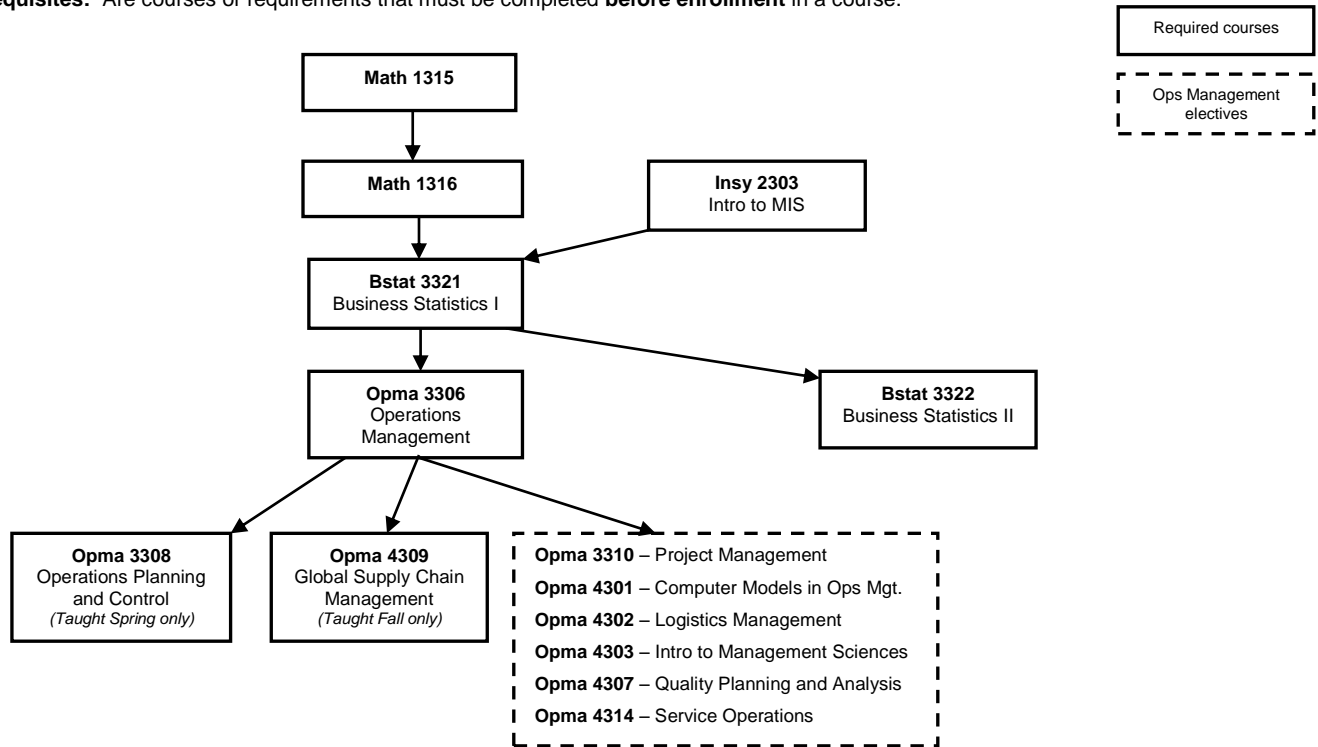 equisites: Are courses or requirements that must be completed before enrollment in a course.
Required courses
Ops Management
electives
Math 1315
Math 1316
Insy 2303
Intro to MIS
Bstat 3321
Business Statistics I
Opma 3306
Operations
Management
Bstat 3322
Business Statistics II
Opma 3308
Operations Planning
and Control
(Taught Spring only)
Opma 4309
Global Supply Chain
Management
(Taught Fall only)
Opma 3310 – Project Management
Opma 4301 – Computer Models in Ops Mgt.
Opma 4302 – Logistics Management
Opma 4303 – Intro to Management Sciences
Opma 4307 – Quality Planning and Analysis
Opma 4314 – Service Operations